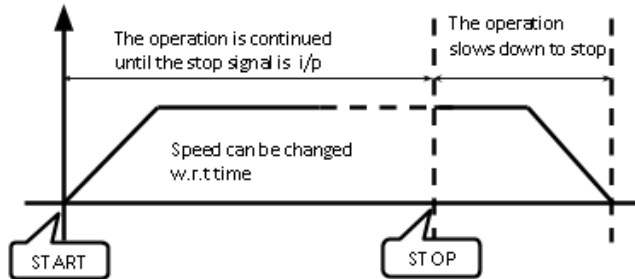 The operation is continued
until the stop signal is i/p
The operation
slows down to stop
Speed can be changed
w.r.t time
START
STOP